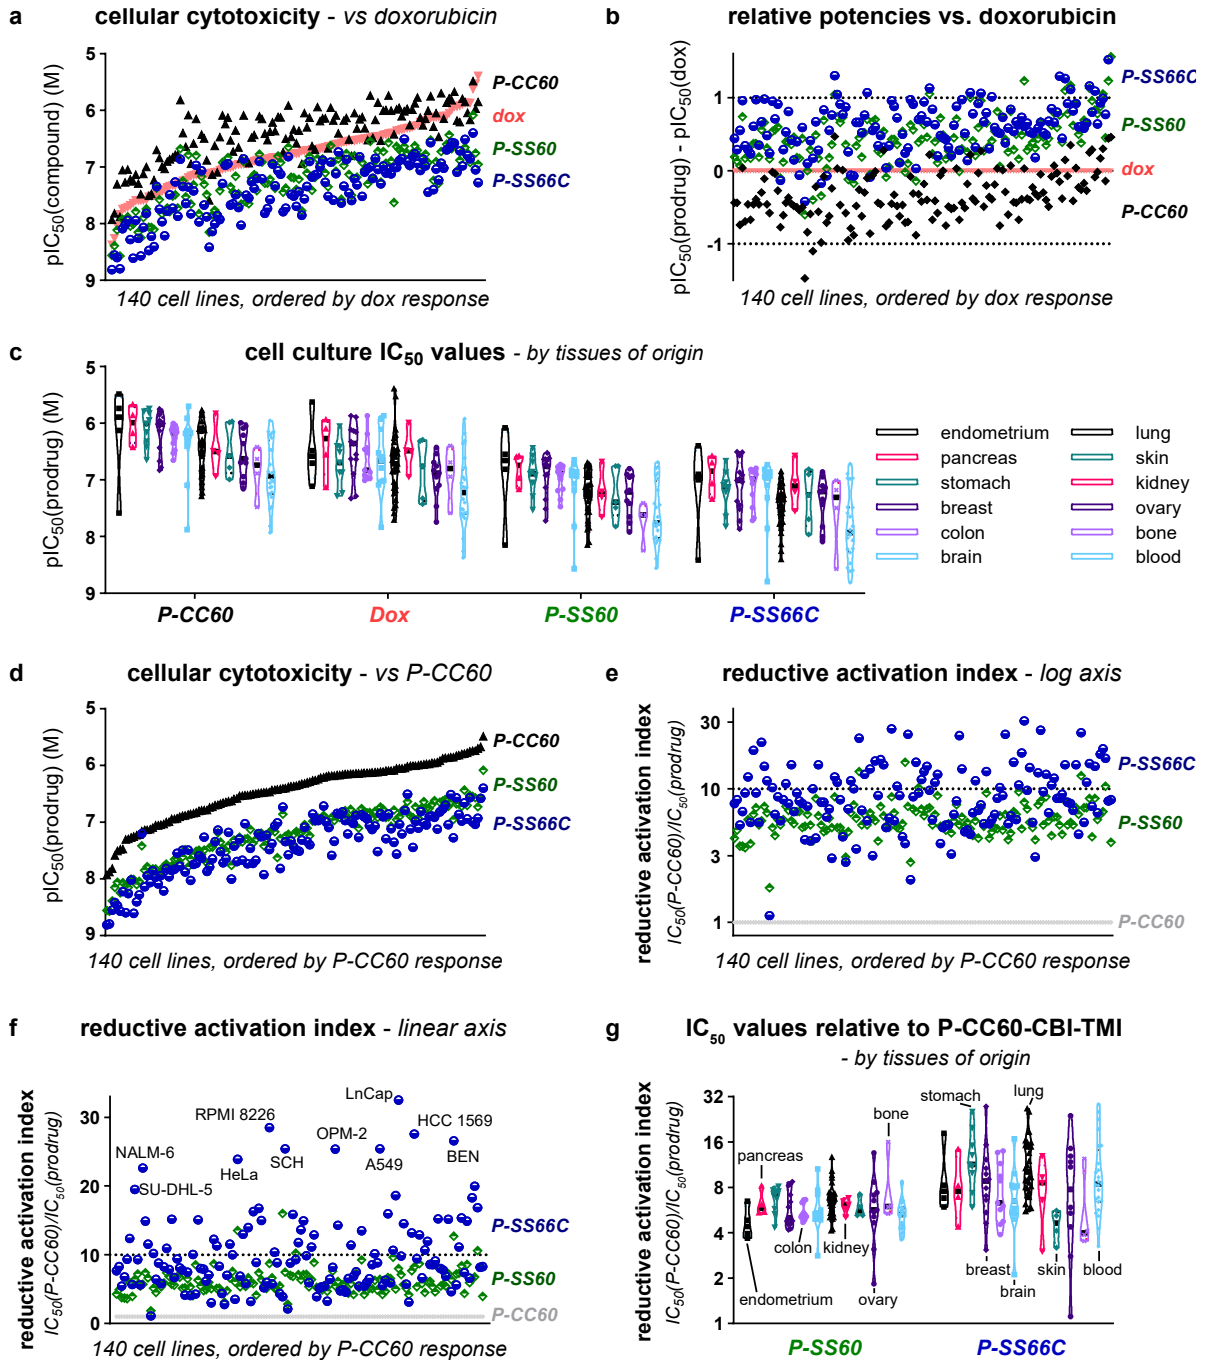 a cellular cytotoxicity - vs doxorubicin
pIC50(compound) (M)
5
6
7
8
9
P-CC60
dox
P-SS60
P-SS66C
140 cell lines, ordered by dox response
b relative potencies vs. doxorubicin
pIC50(prodrug) - pIC50(dox)
1
0
-1
P-SS66C
P-SS60
dox
P-CC60
140 cell lines, ordered by dox response
c cell culture IC50 values - by tissues of origin
pIC50(prodrug) (M)
5
6
7
8
9
P-CC60
Dox
P-SS60
P-SS66C
endometrium
pancreas
stomach
breast
colon
brain
lung
skin
kidney
ovary
bone
blood
d cellular cytotoxicity - vs P-CC60
pIC50(prodrug) (M)
5
6
7
8
9
P-CC60
P-SS60
P-SS66C
140 cell lines, ordered by P-CC60 response
e reductive activation index - log axis
reductive activation index
IC50(P-CC60)/IC50(prodrug)
30
10
3
1
P-SS66C
P-SS60
P-CC60
140 cell lines, ordered by P-CC60 response
f reductive activation index - linear axis
reductive activation index
IC50(P-CC60)/IC50(prodrug)
30
20
10
0
LnCap
RPMI 8226
HCC 1569
OPM-2
NALM-6
SCH
A549
BEN
HeLa
SU-DHL-5
P-SS66C
P-SS60
P-CC60
140 cell lines, ordered by P-CC60 response
g IC50 values relative to P-CC60-CBI-TMI
- by tissues of origin
reductive activation index
IC50(P-CC60)/IC50(prodrug)
32
16
8
4
2
1
stomach
lung
bone
pancreas
colon
kidney
breast
skin
blood
brain
endometrium
ovary
P-SS60
P-SS66C